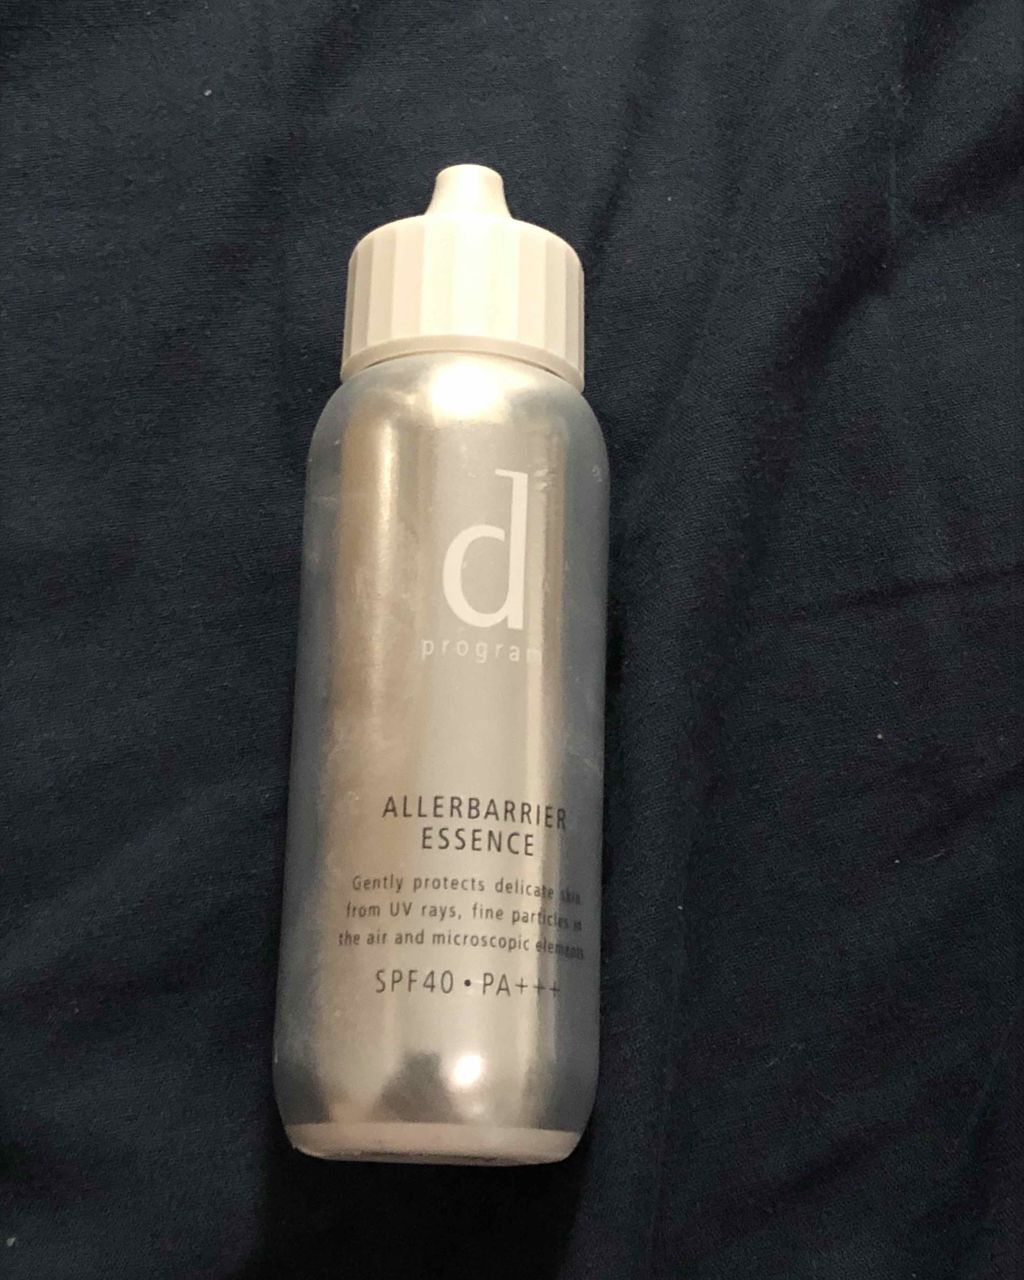 d
program
ALLERBARRIER
ESSENCE
Gently protects delicate skin
from UV rays, fine particles in
the air and microscopic elements
SPF40・PA+++